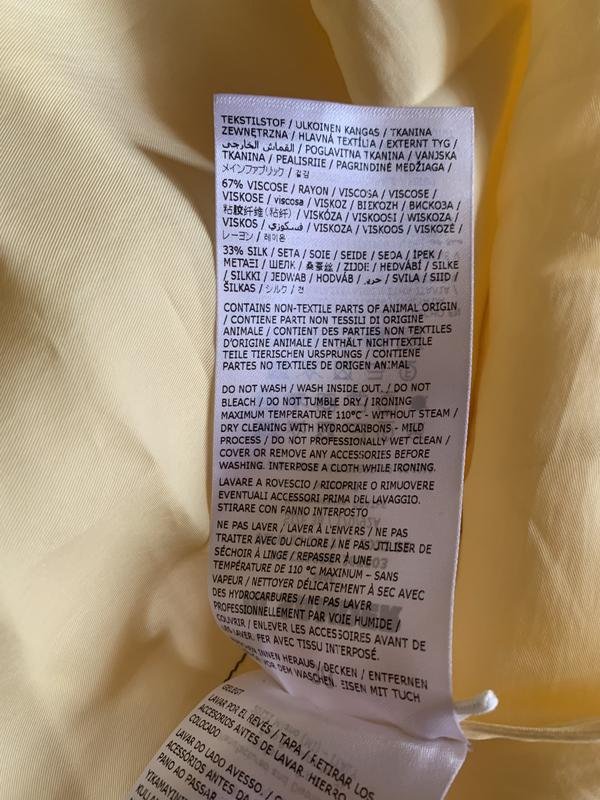 TEKSTILSTOF / ULKOINEN KANGAS / TKANINA
ZEWNĘTRZNA / HLAVNÁ TEXTÍLIA / EXTERNT TYG /
القماش الخارجي / POGLAVITNA TKANINA / VANJSKA
TKANINA / PEALISRIIE / PAGRINDINĖ MEDŽIAGA /
メインファブリック / 겉감
67% VISCOSE / RAYON / VISCOSA / VISCOSE /
VISKOSE / viscosa / VISKOZ / ΒΙΣΚΟΖΗ / ВИСКОЗА /
粘胶纤维(粘纤) / VISKÓZA / VISKOOSI / WISKOZA /
VISKOS / فسكوزي / VISKOZA / VISKOOS / VISKOZĖ /
レーヨン / 레이온
33% SILK / SETA / SOIE / SEIDE / SEDA / İPEK /
ΜΕΤΑΞΙ / ШЕЛК / 桑蚕丝 / ZIJDE / HEDVÁBÍ / SILKE
/ SILKKI / JEDWAB / HODVÁB / حرير / SVILA / SIID /
ŠILKAS / シルク / 견
CONTAINS NON-TEXTILE PARTS OF ANIMAL ORIGIN
/ CONTIENE PARTI NON TESSILI DI ORIGINE
ANIMALE / CONTIENT DES PARTIES NON TEXTILES
D'ORIGINE ANIMALE / ENTHÄLT NICHTTEXTILE
TEILE TIERISCHEN URSPRUNGS / CONTIENE
PARTES NO TEXTILES DE ORIGEN ANIMAL
DO NOT WASH / WASH INSIDE OUT. / DO NOT
BLEACH / DO NOT TUMBLE DRY / IRONING
MAXIMUM TEMPERATURE 110°C - WITHOUT STEAM /
DRY CLEANING WITH HYDROCARBONS - MILD
PROCESS / DO NOT PROFESSIONALLY WET CLEAN /
COVER OR REMOVE ANY ACCESSORIES BEFORE
WASHING. INTERPOSE A CLOTH WHILE IRONING.
LAVARE A ROVESCIO / RICOPRIRE O RIMUOVERE
EVENTUALI ACCESSORI PRIMA DEL LAVAGGIO.
STIRARE CON PANNO INTERPOSTO
NE PAS LAVER / LAVER À L'ENVERS / NE PAS
TRAITER AVEC DU CHLORE / NE PAS UTILISER DE
SÉCHOIR À LINGE / REPASSER À UNE
TEMPÉRATURE DE 110 °C MAXIMUM – SANS
VAPEUR / NETTOYER DÉLICATEMENT À SEC AVEC
DES HYDROCARBURES / NE PAS LAVER
PROFESSIONNELLEMENT PAR VOIE HUMIDE /
COUVRIR / ENLEVER LES ACCESSOIRES AVANT DE
LES LAVER. FER AVEC TISSU INTERPOSÉ.
INNEN HERAUS / DECKEN / ENTFERNEN
VOR DEM WASCHEN. EISEN MIT TUCH
GELEGT
LAVAR POR EL REVÉS / TAPA / RETIRAR LOS
ACCESORIOS ANTES DE LAVAR. HIERRO
COLOCADO
LAVAR DO LADO AVESSO. /
ACESSÓRIOS ANTES DA
PANO AO PASSAR